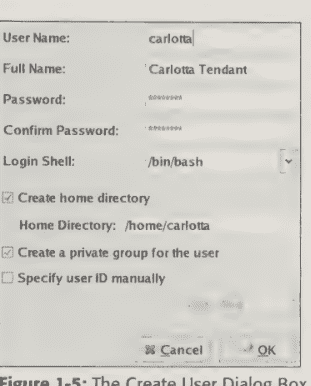 User Name: carlotta
Full Name: Carlotta Tendant
Password: ********
Confirm Password: ********
Login Shell: /bin/bash
Create home directory
Home Directory: /home/carlotta
Create a private group for the user
Specify user ID manually
Cancel OK
Figure 1-5: The Create User Dialog Box